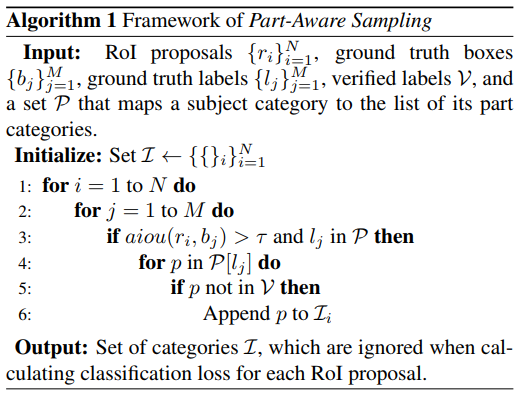 Algorithm 1 Framework of Part-Aware Sampling
Input: RoI proposals $\{r_i\}_{i=1}^{N}$, ground truth boxes
$\{b_j\}_{j=1}^{M}$, ground truth labels $\{l_j\}_{j=1}^{M}$, verified labels $\mathcal{V}$, and
a set $\mathcal{P}$ that maps a subject category to the list of its part
categories.
Initialize: Set $\mathcal{I} \leftarrow \{\{\}_i\}_{i=1}^{N}$
1: for $i = 1$ to $N$ do
2: for $j = 1$ to $M$ do
3: if $aiou(r_i, b_j) > \tau$ and $l_j$ in $\mathcal{P}$ then
4: for $p$ in $\mathcal{P}[l_j]$ do
5: if $p$ not in $\mathcal{V}$ then
6: Append $p$ to $\mathcal{I}_i$
Output: Set of categories $\mathcal{I}$, which are ignored when cal-
culating classification loss for each RoI proposal.